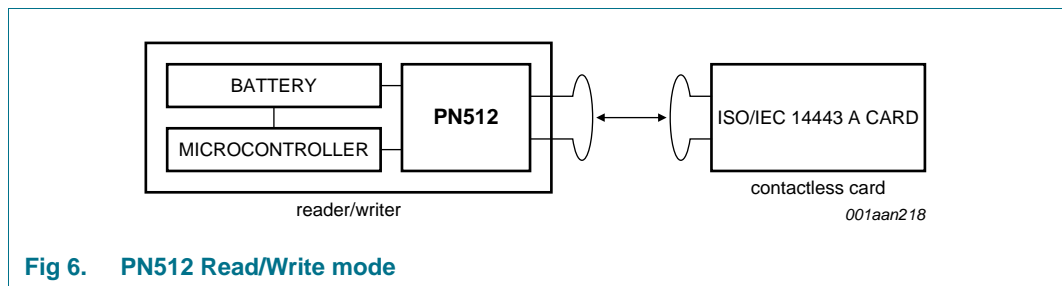 BATTERY
MICROCONTROLLER
PN512
ISO/IEC 14443 A CARD
reader/writer
contactless card
001aan218
Fig 6. PN512 Read/Write mode